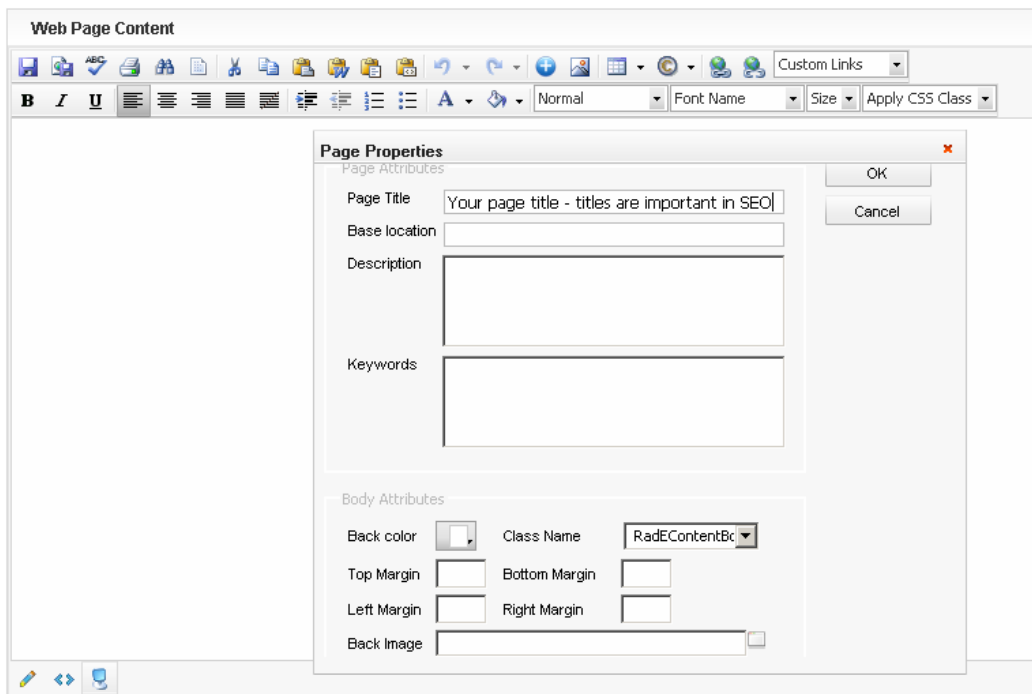 Web Page Content
ABC
Custom Links
B I U A Normal Font Name Size Apply CSS Class
Page Properties
Page Attributes
OK
Page Title Your page title - titles are important in SEO
Cancel
Base location
Description
Keywords
Body Attributes
Back color Class Name RadEContentBo
Top Margin Bottom Margin
Left Margin Right Margin
Back Image